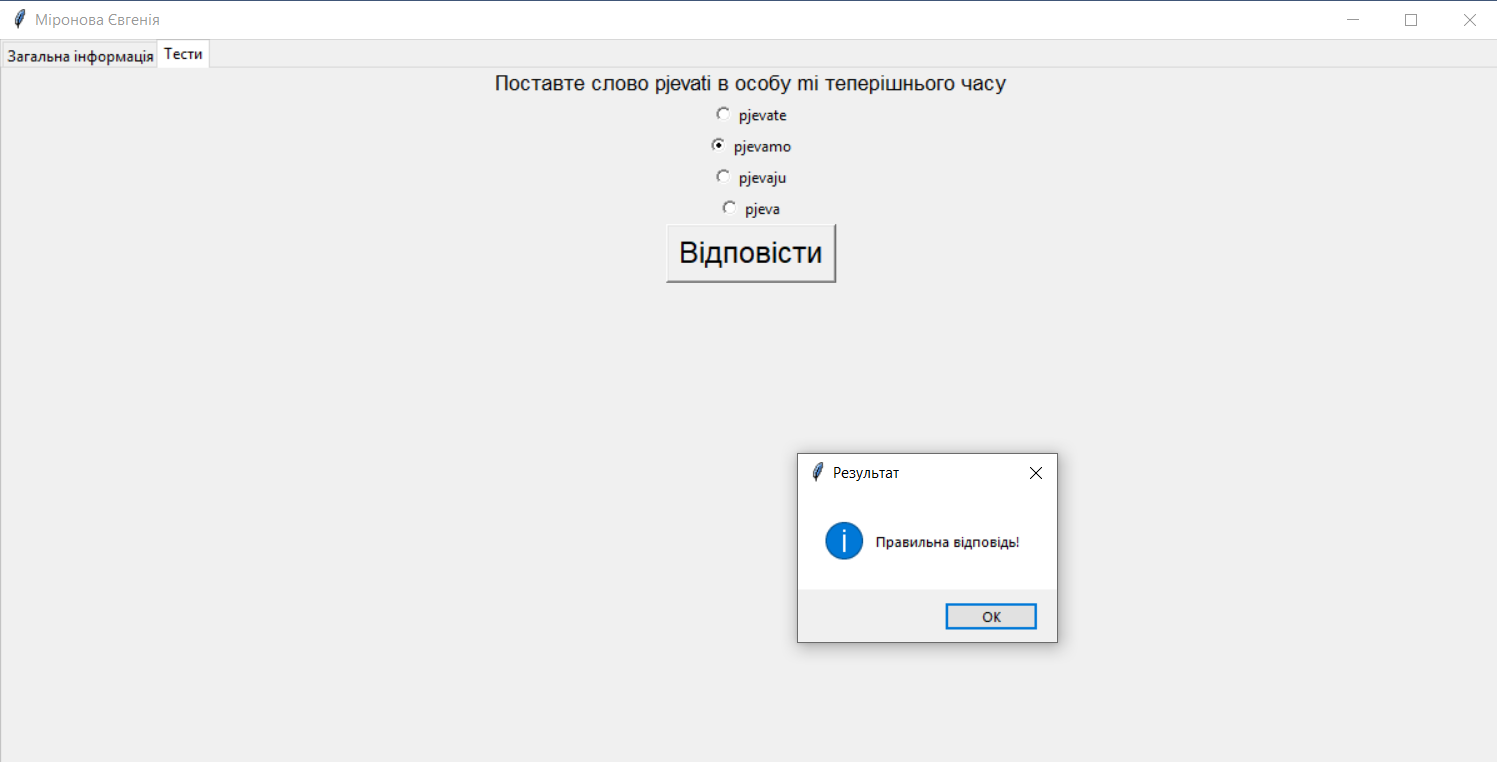 Міронова Євгенія
Загальна інформація Тести
Поставте слово pjevati в особу mi теперішнього часу
pjevate
pjevamo
pjevaju
pjeva
Відповісти
Результат
Правильна відповідь!
OK